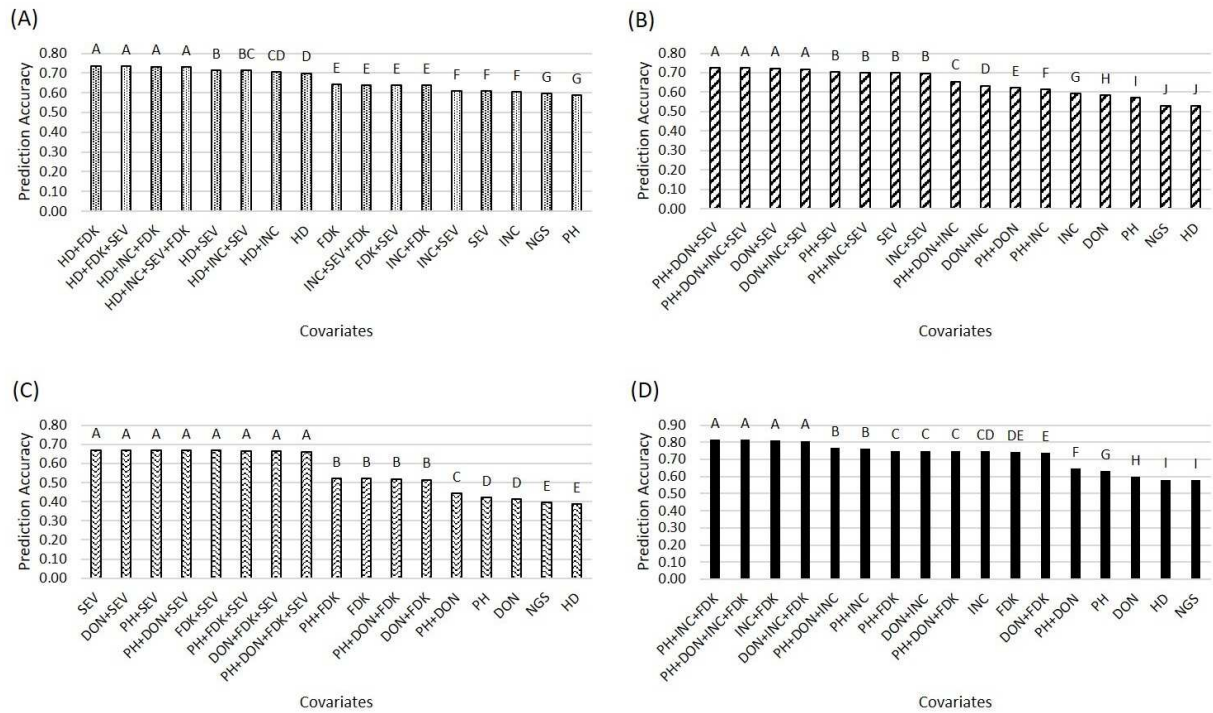 (A)
A A A A B BC CD D E E E E F F F G G
0.80
0.70
0.60
0.50
0.40
0.30
0.20
0.10
0.00
Prediction Accuracy
HD+FDK
HD+FDK+SEV
HD+INC+FDK
HD+INC+SEV+FDK
HD+SEV
HD+INC+SEV
HD+INC
HD
FDK
INC+SEV+FDK
FDK+SEV
INC+FDK
INC+SEV
SEV
INC
NGS
PH
Covariates
(B)
A A A A B B B B C D E F G H I J J
0.80
0.70
0.60
0.50
0.40
0.30
0.20
0.10
0.00
Prediction Accuracy
PH+DON+SEV
PH+DON+INC+SEV
DON+SEV
DON+INC+SEV
PH+SEV
PH+INC+SEV
SEV
INC+SEV
PH+DON+INC
DON+INC
PH+DON
PH+INC
INC
DON
PH
NGS
HD
Covariates
(C)
A A A A A A A A B B B B C D D E E
0.80
0.70
0.60
0.50
0.40
0.30
0.20
0.10
0.00
Prediction Accuracy
SEV
DON+SEV
PH+SEV
PH+DON+SEV
FDK+SEV
PH+FDK+SEV
DON+FDK+SEV
PH+DON+FDK+SEV
PH+FDK
FDK
PH+DON+FDK
DON+FDK
PH+DON
PH
DON
NGS
HD
Covariates
(D)
A A A A B B C C C CD DE E F G H I I
0.90
0.80
0.70
0.60
0.50
0.40
0.30
0.20
0.10
0.00
Prediction Accuracy
PH+INC+FDK
PH+DON+INC+FDK
INC+FDK
DON+INC+FDK
PH+DON+INC
PH+INC
PH+FDK
DON+INC
PH+DON+FDK
INC
FDK
DON+FDK
PH+DON
PH
DON
HD
NGS
Covariates